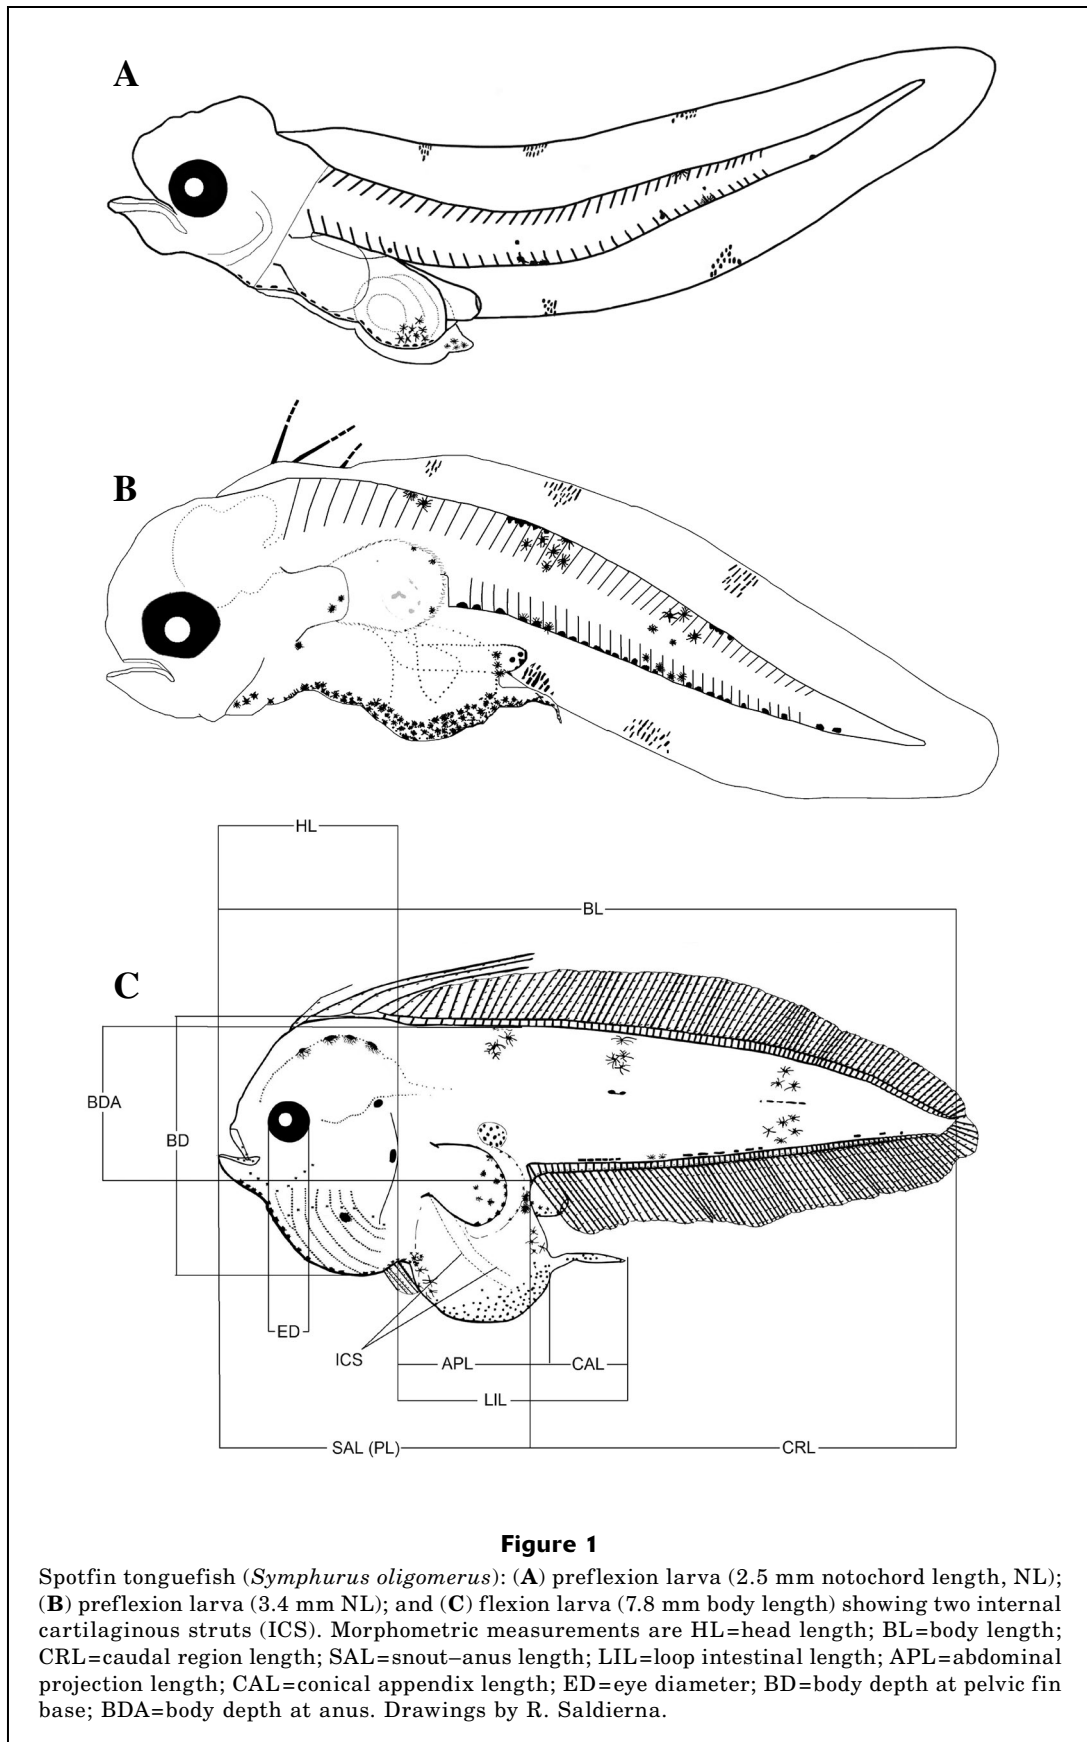 A
B
HL
BL
C
BDA
BD
ED
ICS
APL
CAL
LIL
SAL (PL)
CRL
Figure 1
Spotfin tonguefish (Symphurus oligomerus): (A) preflexion larva (2.5 mm notochord length, NL);
(B) preflexion larva (3.4 mm NL); and (C) flexion larva (7.8 mm body length) showing two internal
cartilaginous struts (ICS). Morphometric measurements are HL=head length; BL=body length;
CRL=caudal region length; SAL=snout–anus length; LIL=loop intestinal length; APL=abdominal
projection length; CAL=conical appendix length; ED=eye diameter; BD=body depth at pelvic fin
base; BDA=body depth at anus. Drawings by R. Saldierna.